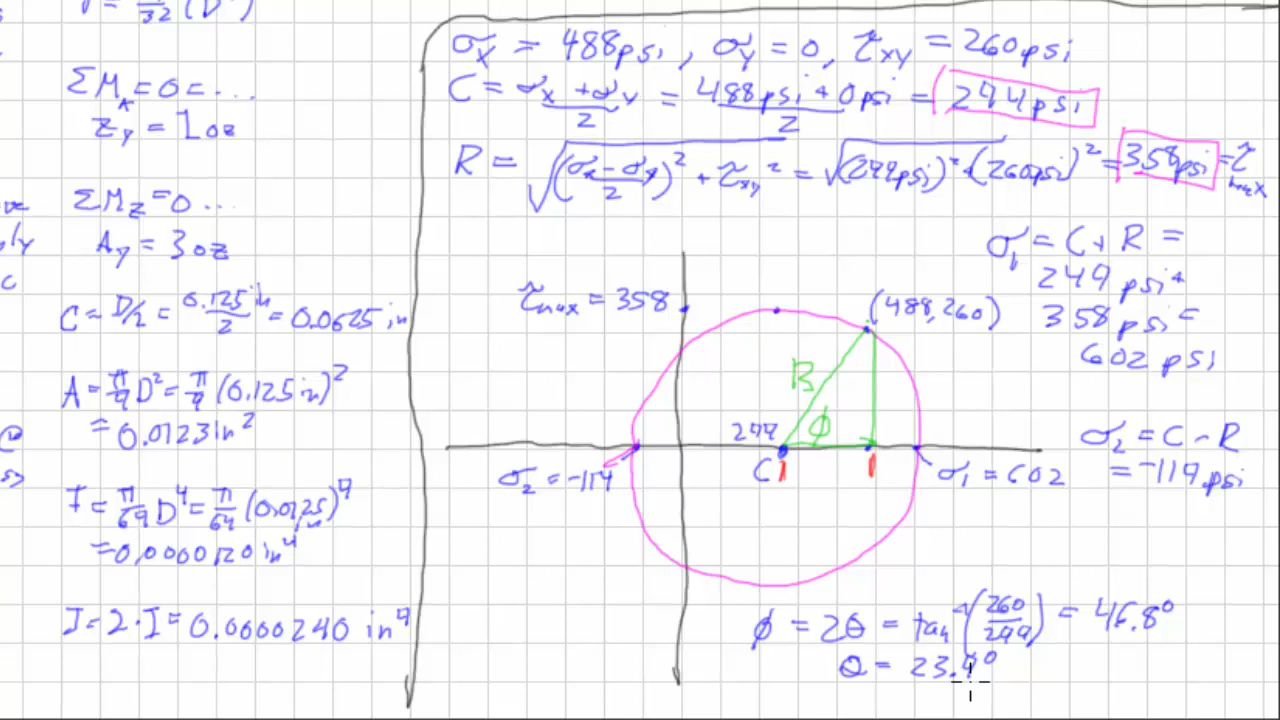 32
ΣM_x = 0 = ...
z_y = 1 oz
ΣM_z = 0 ...
A_y = 3 oz
C = D/2 = 0.125 in/2 = 0.0625 in
A = π/4 D² = π/4 (0.125 in)²
= 0.0123 in²
I = π/64 D⁴ = π/64 (0.0125)⁴
= 0.0000120 in⁴
J = 2 · I = 0.0000240 in⁴
σ_x = 488 psi, σ_y = 0, τ_xy = 260 psi
C = σ_x + σ_y/2 = 488 psi + 0 psi/2 = 244 psi
R = √((σ_x - σ_y)/2)² + τ_xy² = √(244 psi)² + (260 psi)² = 358 psi = τ_max
σ_1 = C + R =
249 psi +
358 psi =
602 psi
σ_2 = C - R
= -114 psi
τ_max = 358
(488, 260)
R
φ
244
C
σ_2 = -114
σ_1 = 602
φ = 2θ = tan⁻¹(260/244) = 46.8°
θ = 23.4°